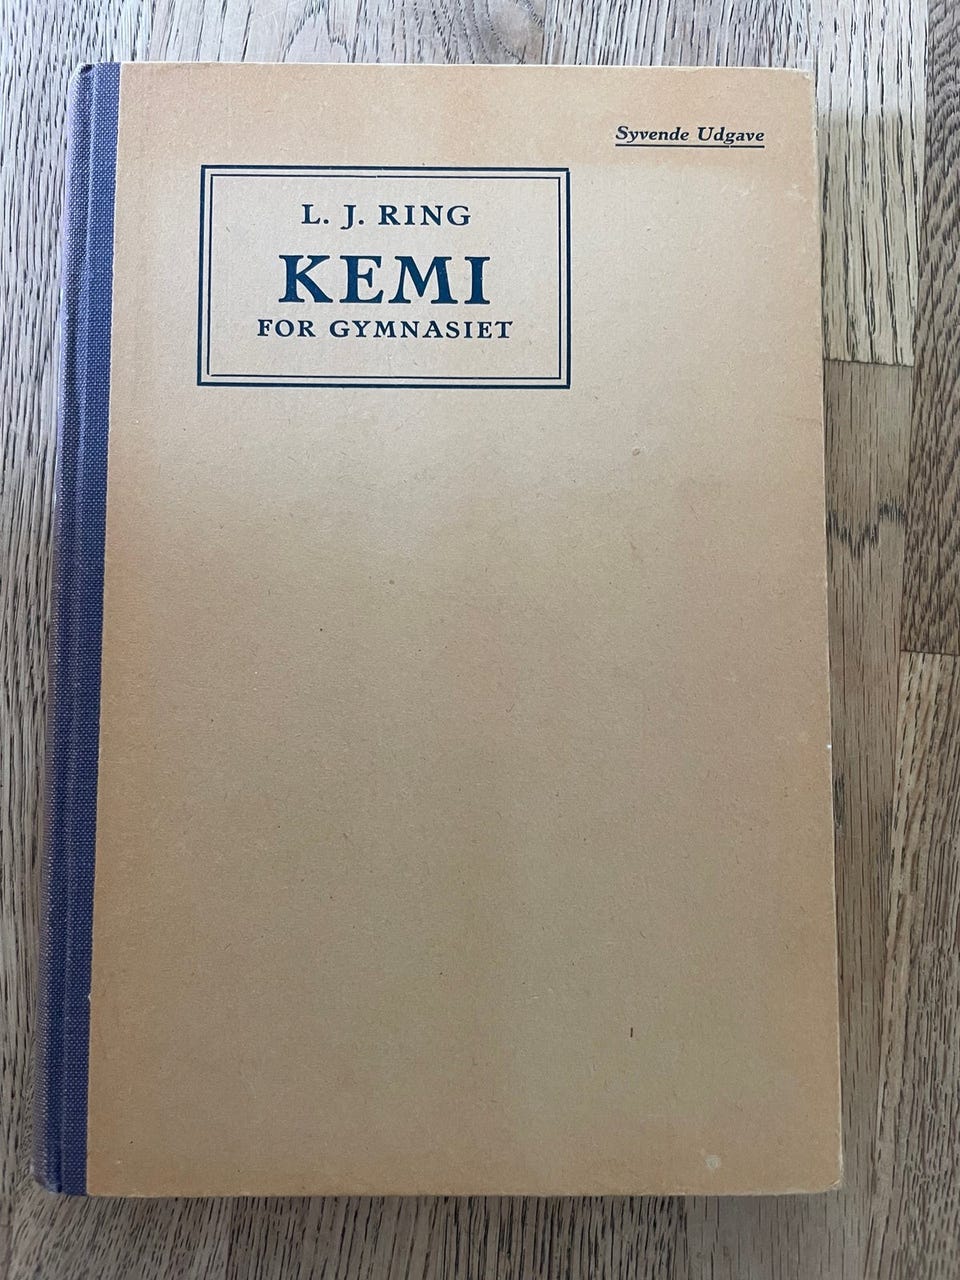 Syvende Udgave
L. J. RING
KEMI
FOR GYMNASIET